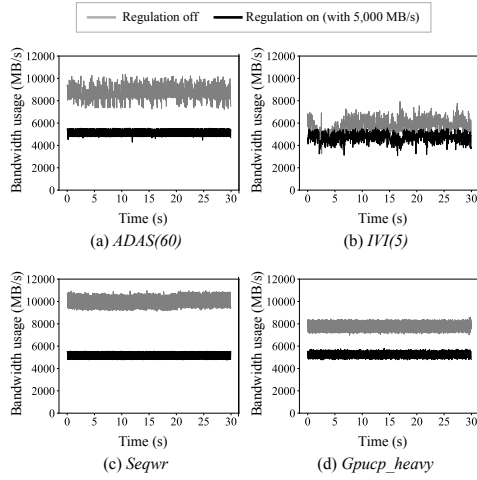 Regulation off Regulation on (with 5,000 MB/s)
Bandwidth usage (MB/s)
12000
10000
8000
6000
4000
2000
0
0 5 10 15 20 25 30
Time (s)
(a) ADAS(60)
Bandwidth usage (MB/s)
12000
10000
8000
6000
4000
2000
0
0 5 10 15 20 25 30
Time (s)
(b) IVI(5)
Bandwidth usage (MB/s)
12000
10000
8000
6000
4000
2000
0
0 5 10 15 20 25 30
Time (s)
(c) Seqwr
Bandwidth usage (MB/s)
12000
10000
8000
6000
4000
2000
0
0 5 10 15 20 25 30
Time (s)
(d) Gpucp_heavy